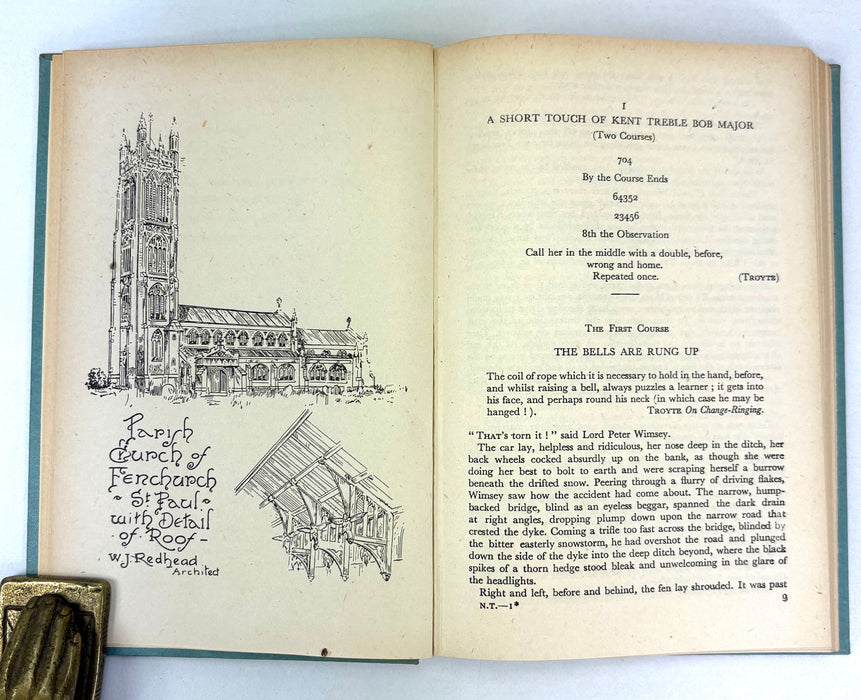 Parish
Church of
Fenchurch
~ St. Paul ~
with Detail
of Roof -
W.J. Redhead
Architect
I
A SHORT TOUCH OF KENT TREBLE BOB MAJOR
(Two Courses)
704
By the Course Ends
64352
23456
8th the Observation
Call her in the middle with a double, before,
wrong and home.
Repeated once. (TROYTE)
THE FIRST COURSE
THE BELLS ARE RUNG UP
The coil of rope which it is necessary to hold in the hand, before,
and whilst raising a bell, always puzzles a learner ; it gets into
his face, and perhaps round his neck (in which case he may be
hanged ! ). TROYTE On Change-Ringing.
“ THAT’S torn it ! ” said Lord Peter Wimsey.
The car lay, helpless and ridiculous, her nose deep in the ditch, her
back wheels cocked absurdly up on the bank, as though she were
doing her best to bolt to earth and were scraping herself a burrow
beneath the drifted snow. Peering through a flurry of driving flakes,
Wimsey saw how the accident had come about. The narrow, hump-
backed bridge, blind as an eyeless beggar, spanned the dark drain
at right angles, dropping plump down upon the narrow road that
crested the dyke. Coming a trifle too fast across the bridge, blinded by
the bitter easterly snowstorm, he had overshot the road and plunged
down the side of the dyke into the deep ditch beyond, where the black
spikes of a thorn hedge stood bleak and unwelcoming in the glare of
the headlights.
Right and left, before and behind, the fen lay shrouded. It was past
N.T.—1* 9